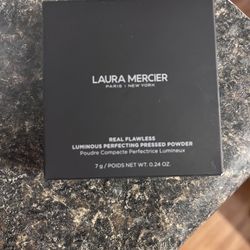 LAURA MERCIER
PARIS | NEW YORK
REAL FLAWLESS
LUMINOUS PERFECTING PRESSED POWDER
Poudre Compacte Perfectrice Lumineux
7 g / POIDS NET WT. 0.24 OZ.